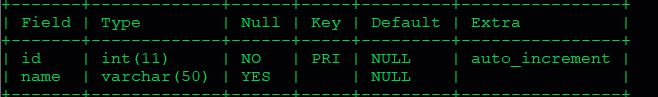 +-------+-------------+------+-----+---------+----------------+
| Field | Type        | Null | Key | Default | Extra          |
+-------+-------------+------+-----+---------+----------------+
| id    | int(11)     | NO   | PRI | NULL    | auto_increment |
| name  | varchar(50) | YES  |     | NULL    |                |
+-------+-------------+------+-----+---------+----------------+